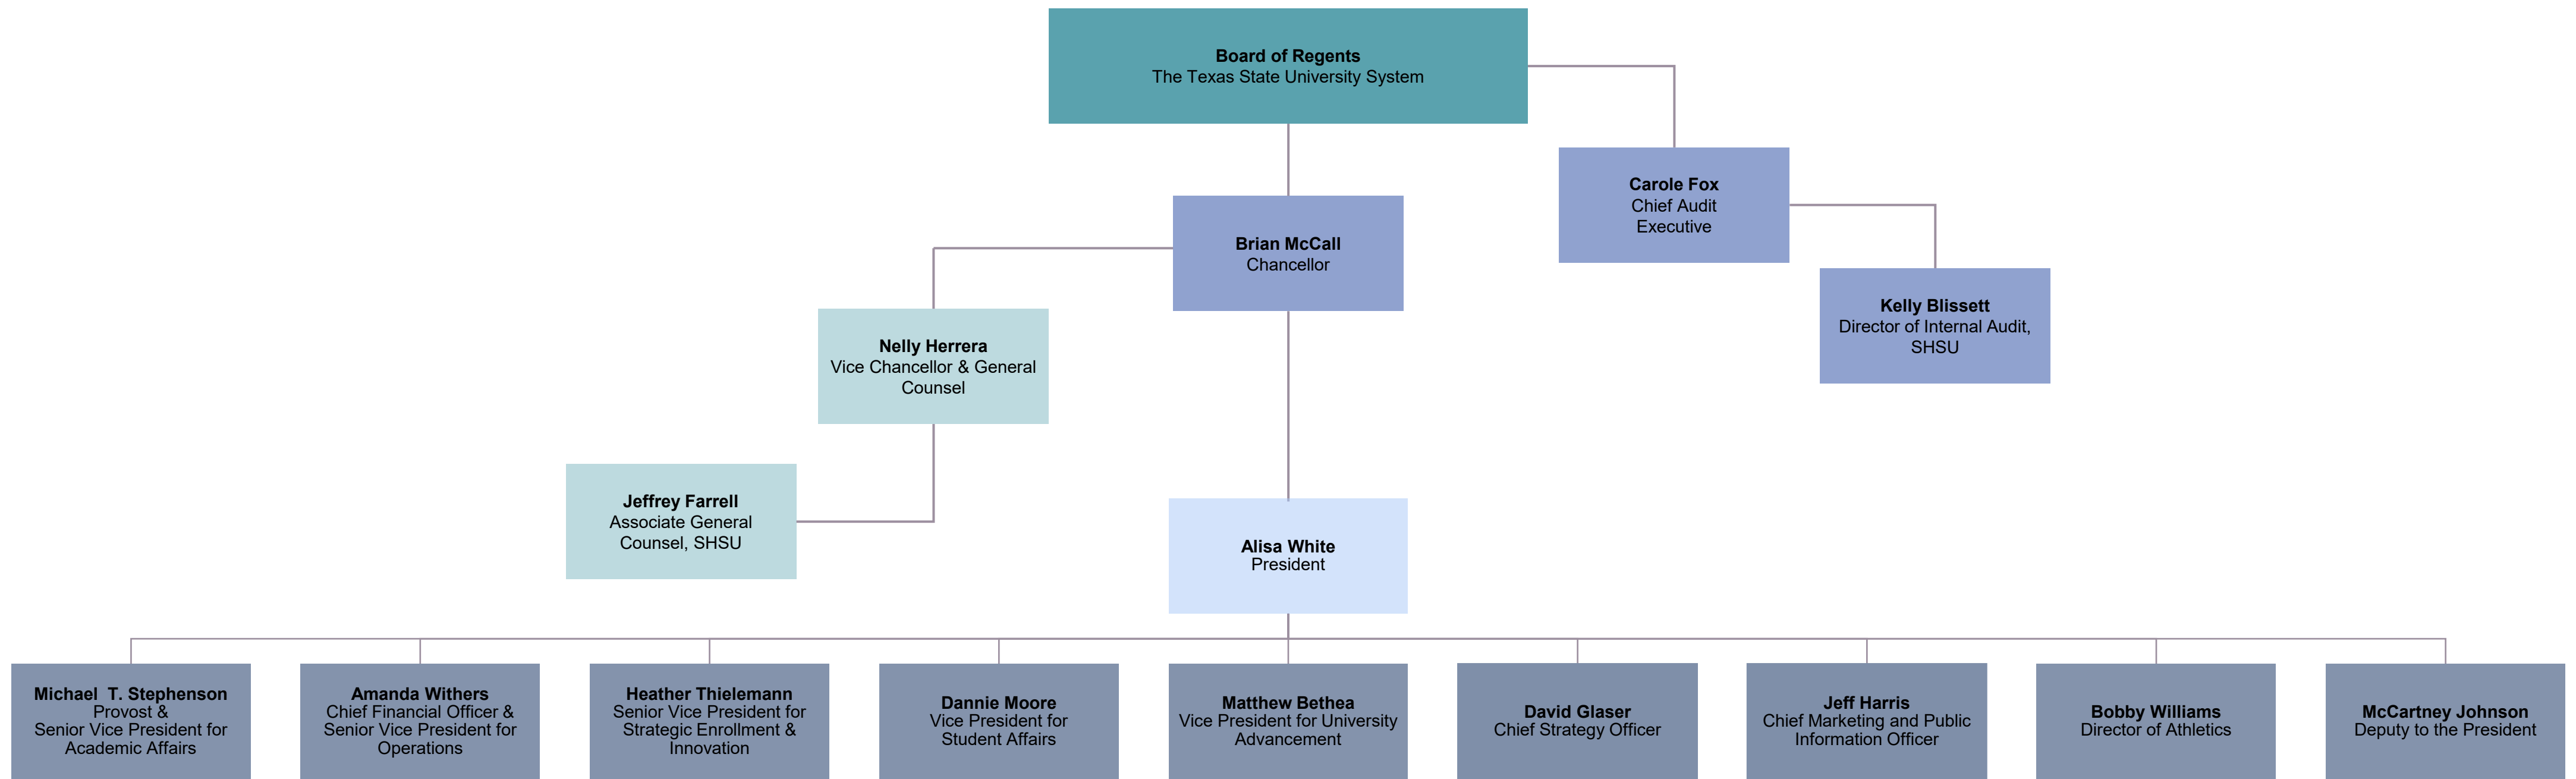 Board of Regents
The Texas State University System
Carole Fox
Chief Audit
Executive
Brian McCall
Chancellor
Kelly Blissett
Director of Internal Audit,
SHSU
Nelly Herrera
Vice Chancellor & General
Counsel
Jeffrey Farrell
Associate General
Counsel, SHSU
Alisa White
President
Michael  T. Stephenson
Provost &
Senior Vice President for
Academic Affairs
Amanda Withers
Chief Financial Officer &
Senior Vice President for
Operations
Heather Thielemann
Senior Vice President for
Strategic Enrollment &
Innovation
Dannie Moore
Vice President for
Student Affairs
Matthew Bethea
Vice President for University
Advancement
David Glaser
Chief Strategy Officer
Jeff Harris
Chief Marketing and Public
Information Officer
Bobby Williams
Director of Athletics
McCartney Johnson
Deputy to the President